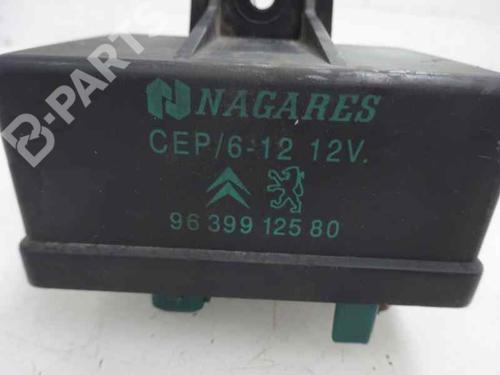 NAGARES
CEP/6-12 12V.
96 399 125 80
B-PARTS